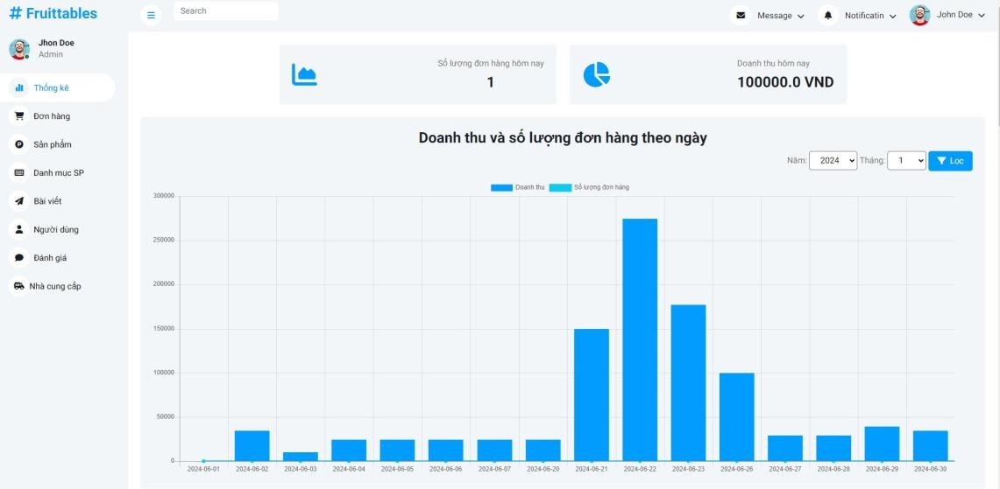 # Fruittables
Search
Message
Notificatin
John Doe
Jhon Doe
Admin
Thống kê
Đơn hàng
Sản phẩm
Danh mục SP
Bài viết
Người dùng
Đánh giá
Nhà cung cấp
Số lượng đơn hàng hôm nay
1
Doanh thu hôm nay
100000.0 VND
Doanh thu và số lượng đơn hàng theo ngày
Năm: 2024 Tháng: 1 Lọc
Doanh thu Số lượng đơn hàng
300000
250000
200000
150000
100000
50000
0
2024-06-01 2024-06-02 2024-06-03 2024-06-04 2024-06-05 2024-06-06 2024-06-07 2024-06-20 2024-06-21 2024-06-22 2024-06-23 2024-06-26 2024-06-27 2024-06-28 2024-06-29 2024-06-30